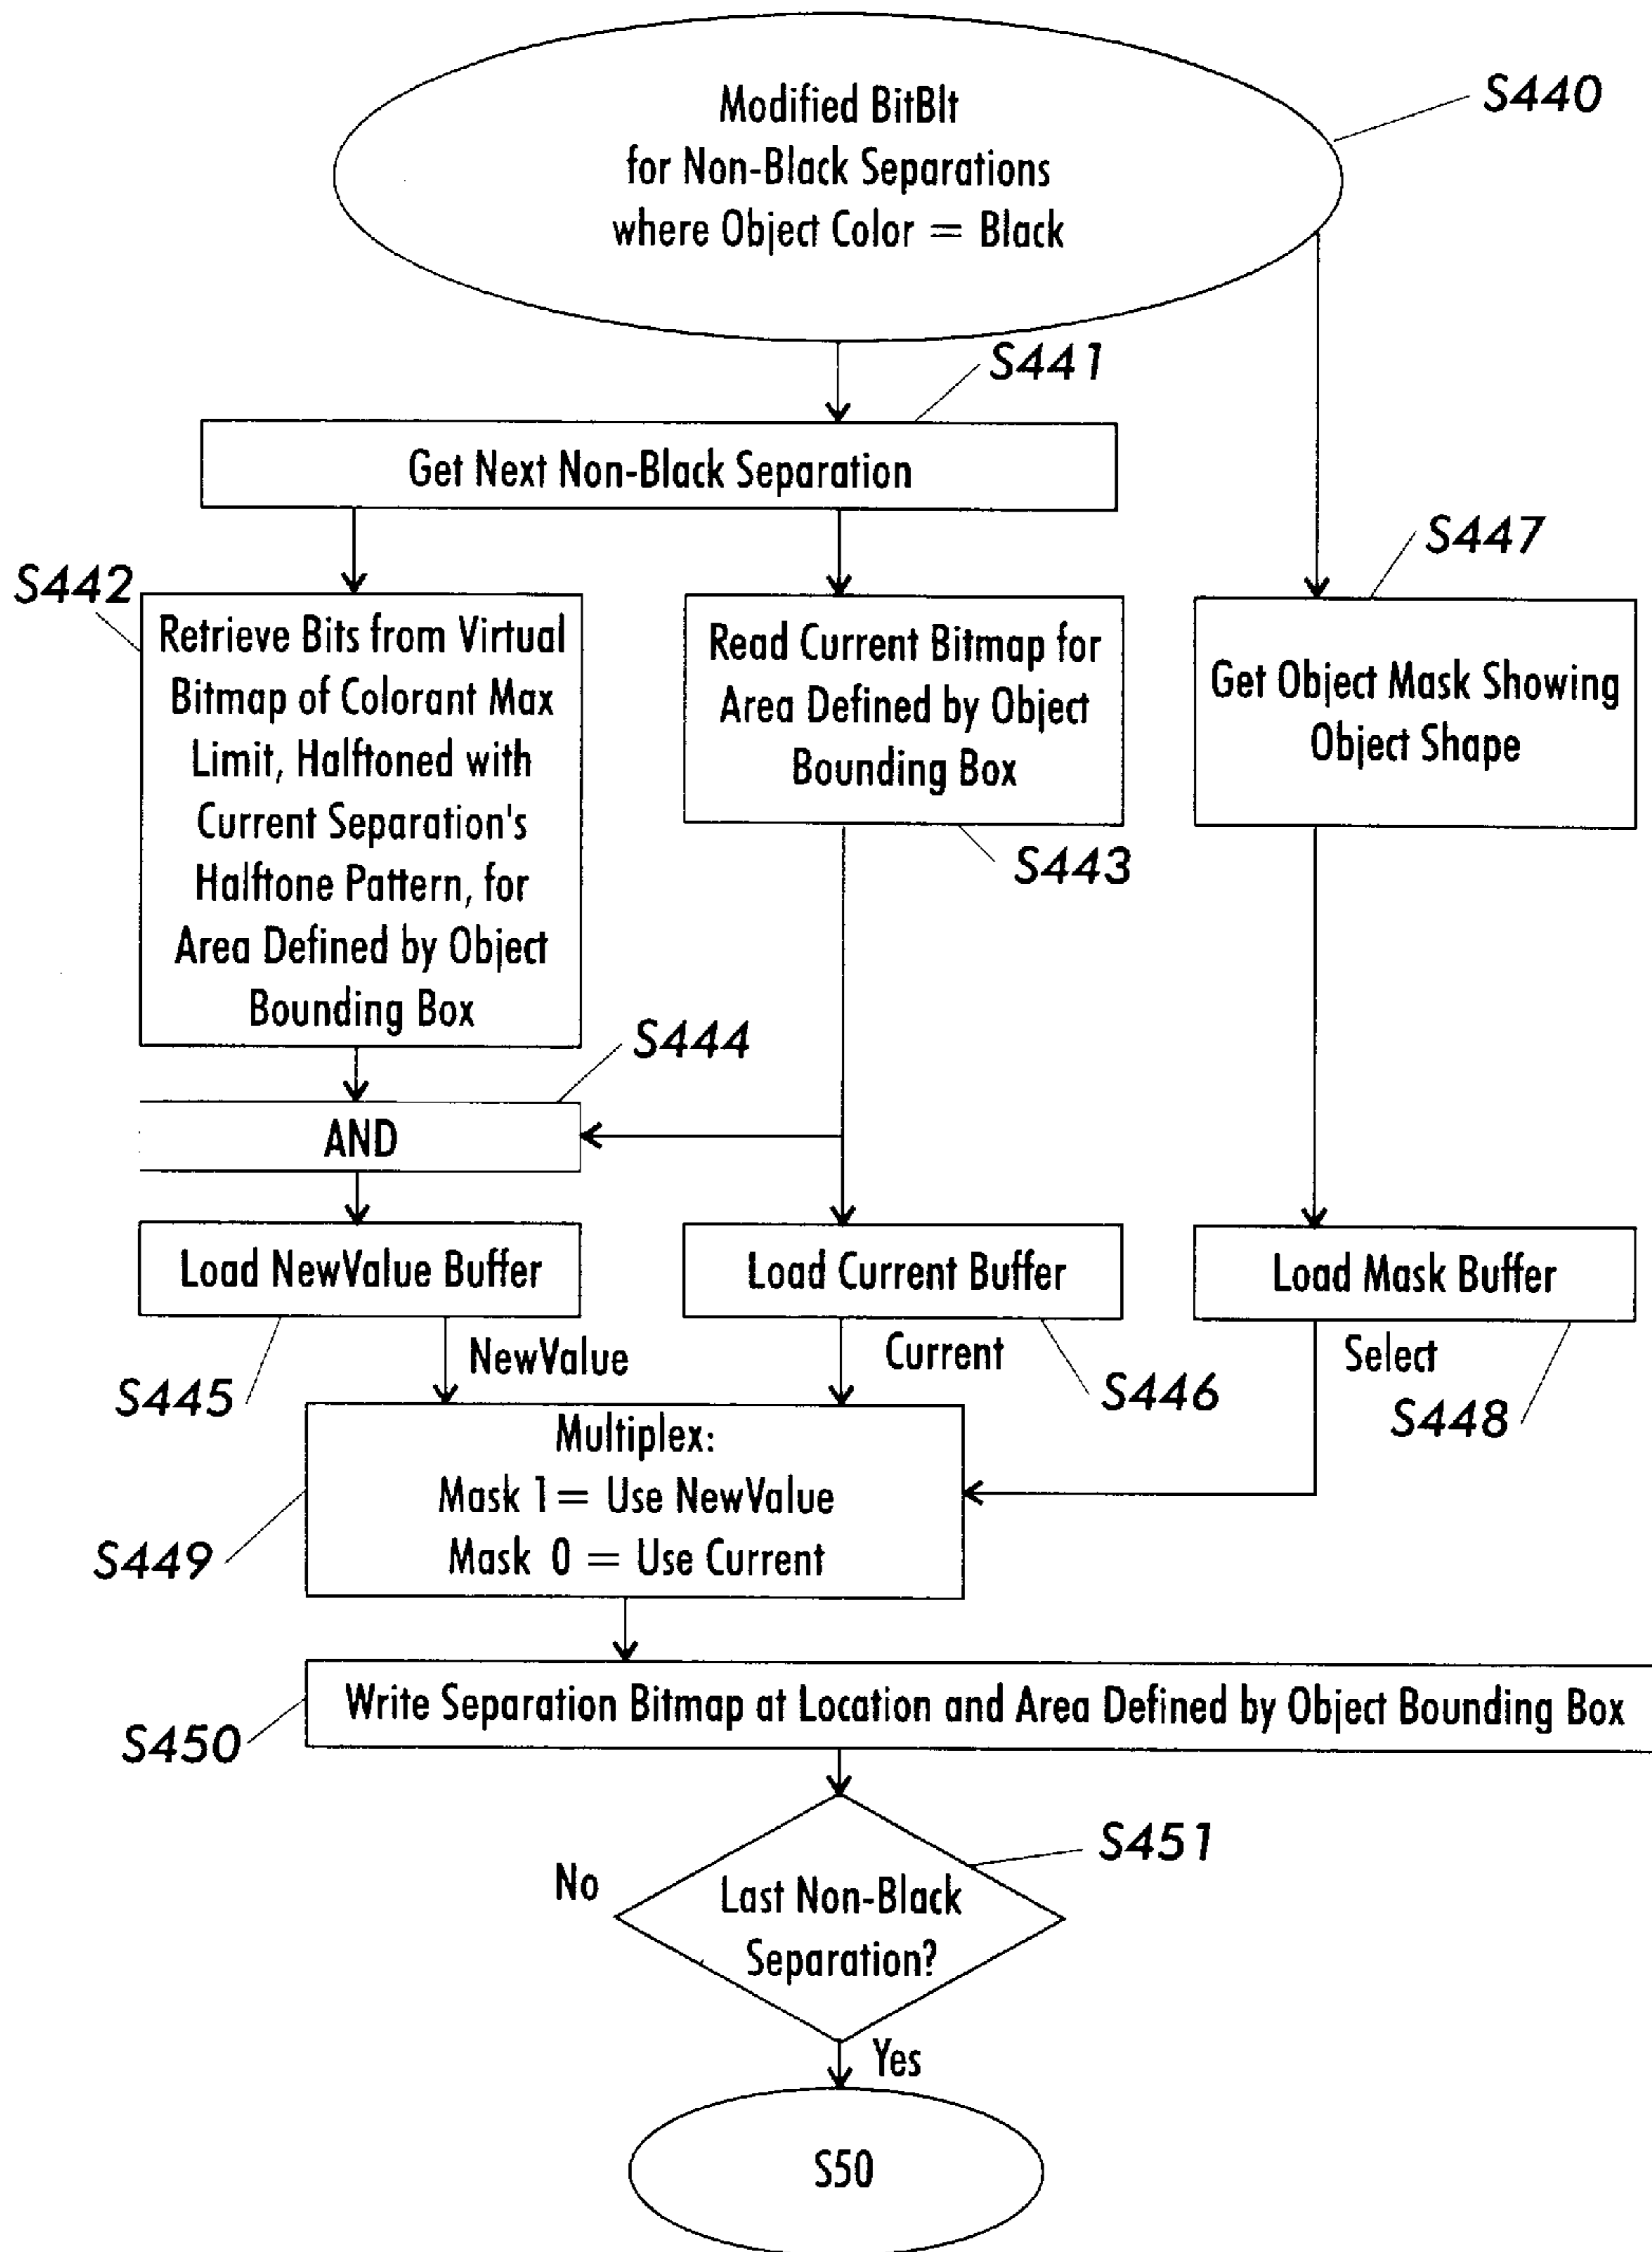 Modified BitBlt
for Non-Black Separations
where Object Color = Black
S440
S441
Get Next Non-Black Separation
S442
Retrieve Bits from Virtual
Bitmap of Colorant Max
Limit, Halftoned with
Current Separation's
Halftone Pattern, for
Area Defined by Object
Bounding Box
Read Current Bitmap for
Area Defined by Object
Bounding Box
S443
S447
Get Object Mask Showing
Object Shape
S444
AND
Load NewValue Buffer
Load Current Buffer
Load Mask Buffer
NewValue
Current
Select
S445
S446
S448
Multiplex:
Mask 1 = Use NewValue
Mask 0 = Use Current
S449
Write Separation Bitmap at Location and Area Defined by Object Bounding Box
S450
S451
No
Last Non-Black
Separation?
Yes
S50